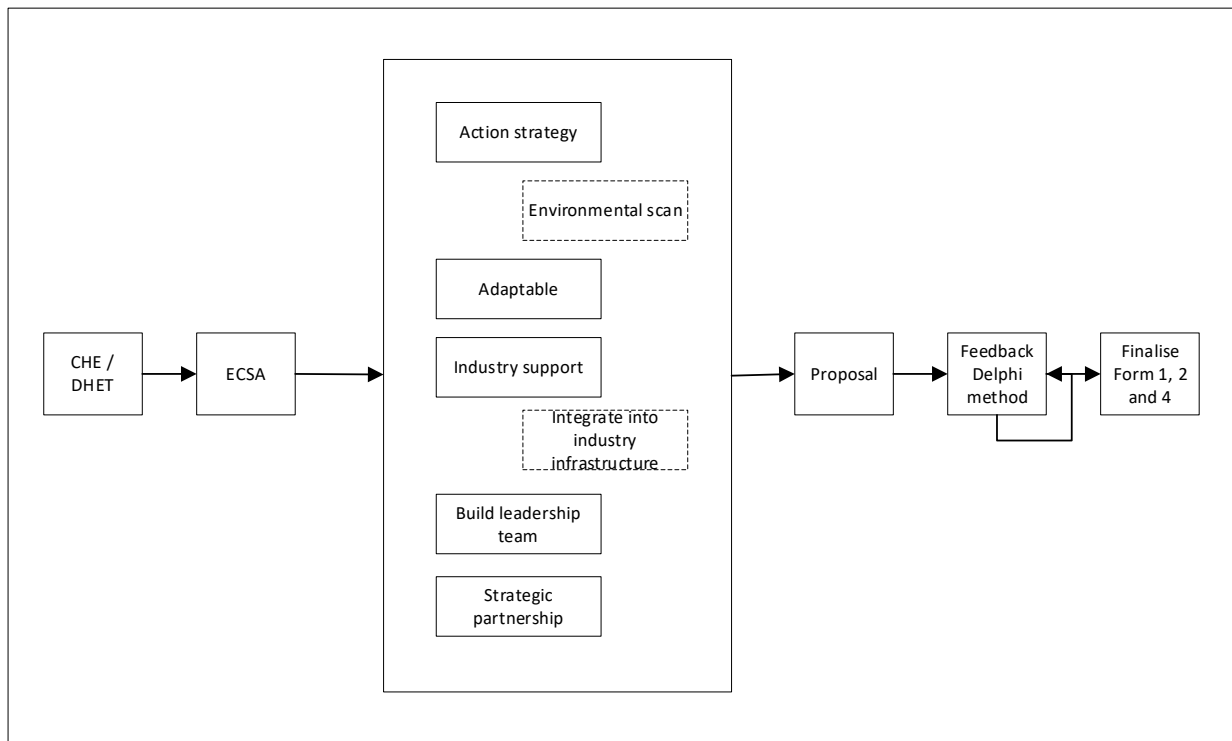 CHE /
DHET
ECSA
Action strategy
Environmental scan
Adaptable
Industry support
Integrate into
industry
infrastructure
Build leadership
team
Strategic
partnership
Proposal
Feedback
Delphi
method
Finalise
Form 1, 2
and 4